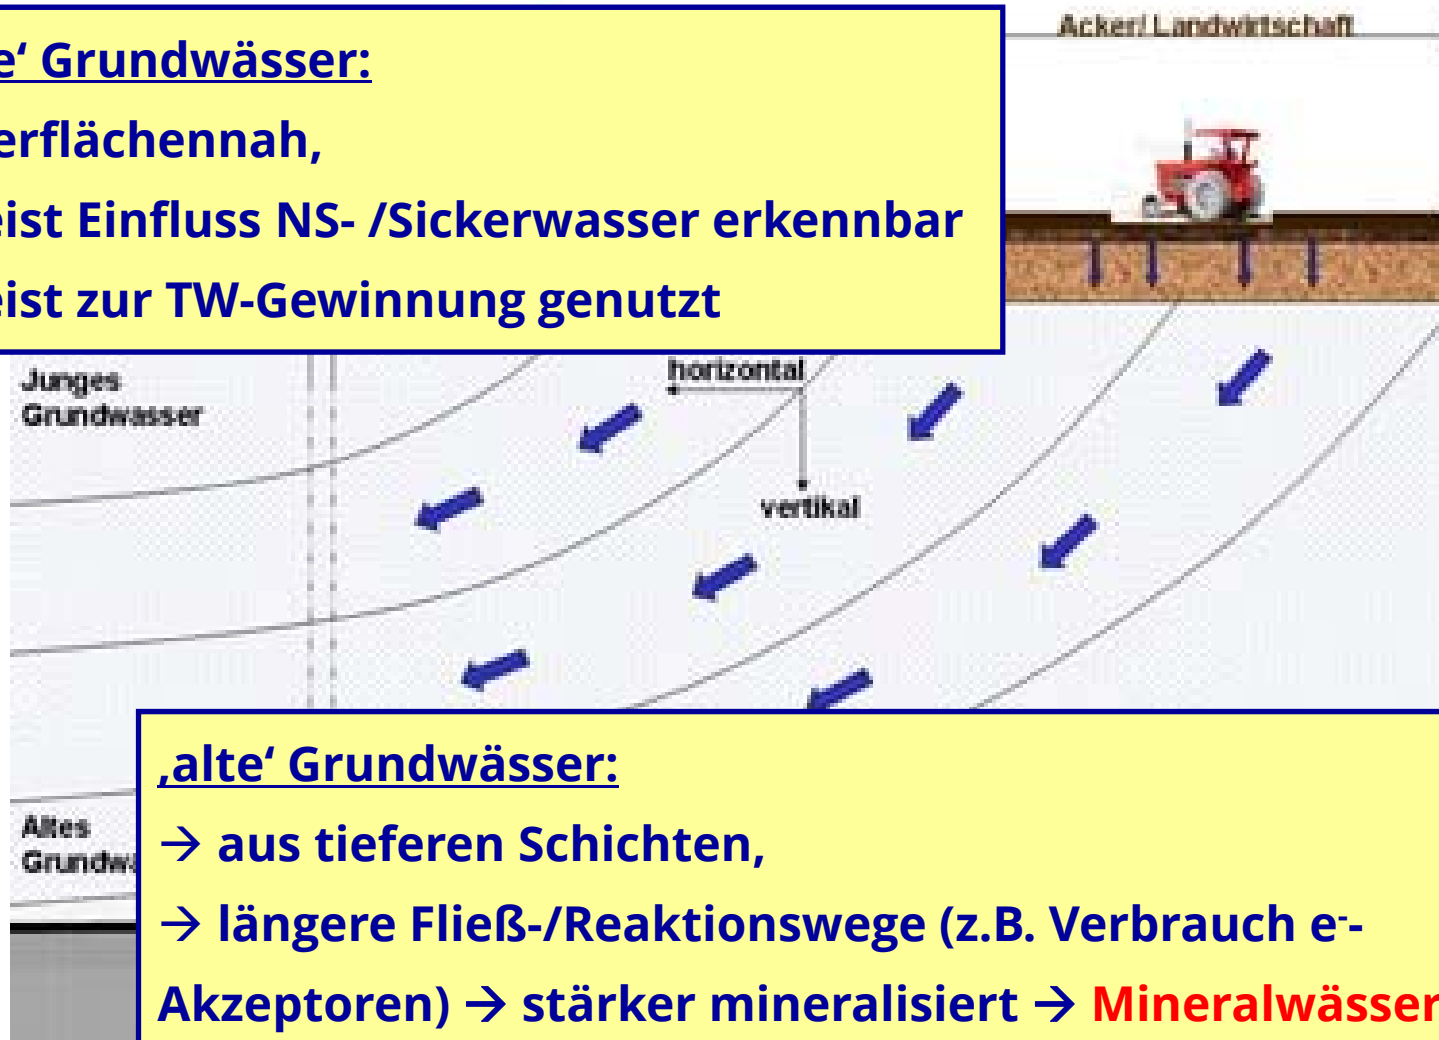 Acker/ Landwirtschaft
e‘ Grundwässer:
erflächennah,
eist Einfluss NS- /Sickerwasser erkennbar
eist zur TW-Gewinnung genutzt
Junges
Grundwasser
horizontal
vertikal
‚alte‘ Grundwässer:
→ aus tieferen Schichten,
Altes
Grundwa
→ längere Fließ-/Reaktionswege (z.B. Verbrauch e⁻-
Akzeptoren) → stärker mineralisiert → Mineralwässer